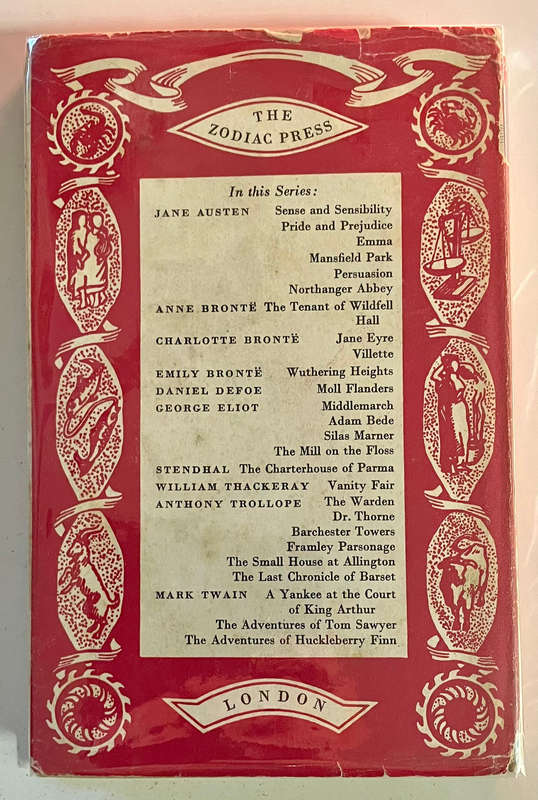 THE
ZODIAC PRESS
In this Series:
JANE AUSTEN Sense and Sensibility
Pride and Prejudice
Emma
Mansfield Park
Persuasion
Northanger Abbey
ANNE BRONTË The Tenant of Wildfell
Hall
CHARLOTTE BRONTË Jane Eyre
Villette
EMILY BRONTË Wuthering Heights
DANIEL DEFOE Moll Flanders
GEORGE ELIOT Middlemarch
Adam Bede
Silas Marner
The Mill on the Floss
STENDHAL The Charterhouse of Parma
WILLIAM THACKERAY Vanity Fair
ANTHONY TROLLOPE The Warden
Dr. Thorne
Barchester Towers
Framley Parsonage
The Small House at Allington
The Last Chronicle of Barset
MARK TWAIN A Yankee at the Court
of King Arthur
The Adventures of Tom Sawyer
The Adventures of Huckleberry Finn
LONDON